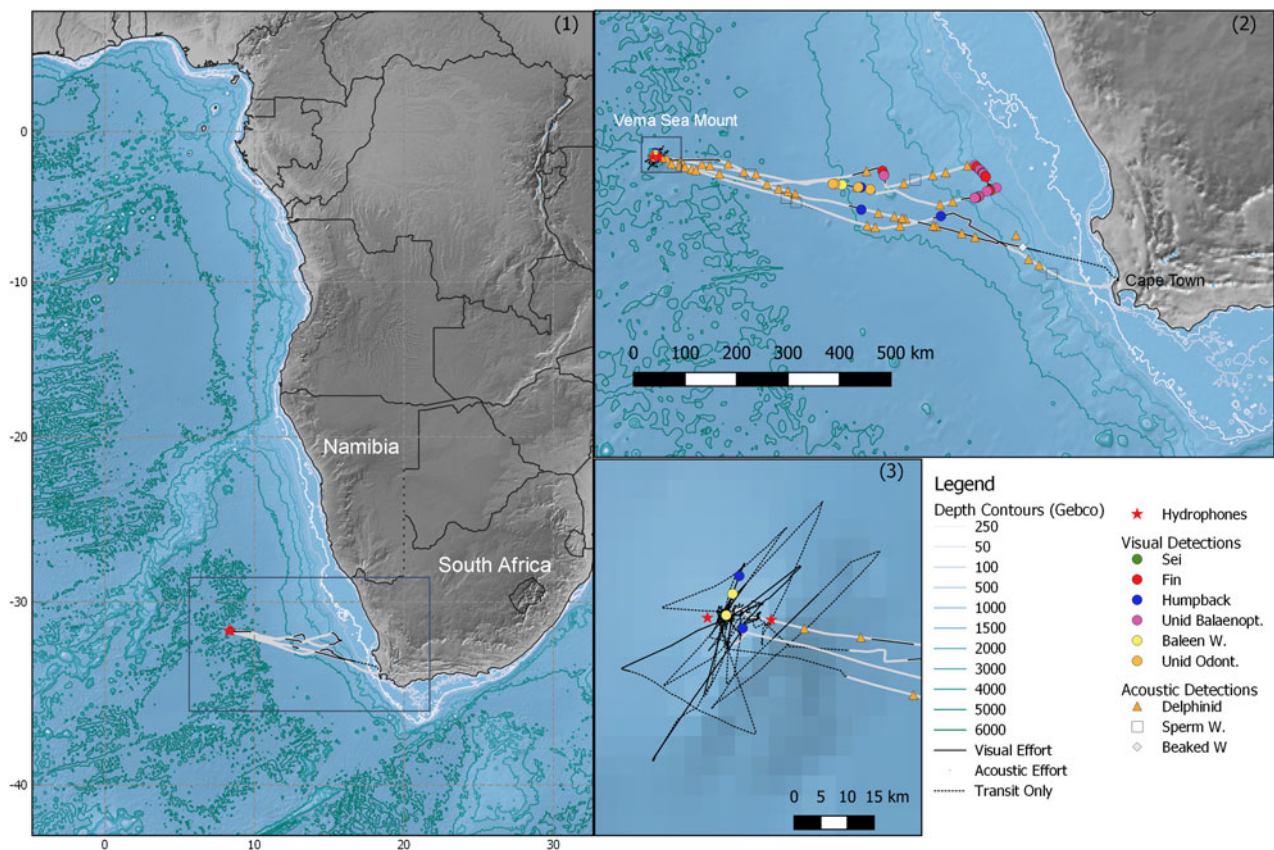 (1)
0
-10
-20
-30
-40
0
10
20
30
Namibia
South Africa
(2)
Vema Sea Mount
Cape Town
0 100 200 300 400 500 km
(3)
0 5 10 15 km
Legend
Depth Contours (Gebco)
250
50
100
500
1000
1500
2000
3000
4000
5000
6000
Visual Effort
Acoustic Effort
Transit Only
Hydrophones
Visual Detections
Sei
Fin
Humpback
Unid Balaenopt.
Baleen W.
Unid Odont.
Acoustic Detections
Delphinid
Sperm W.
Beaked W